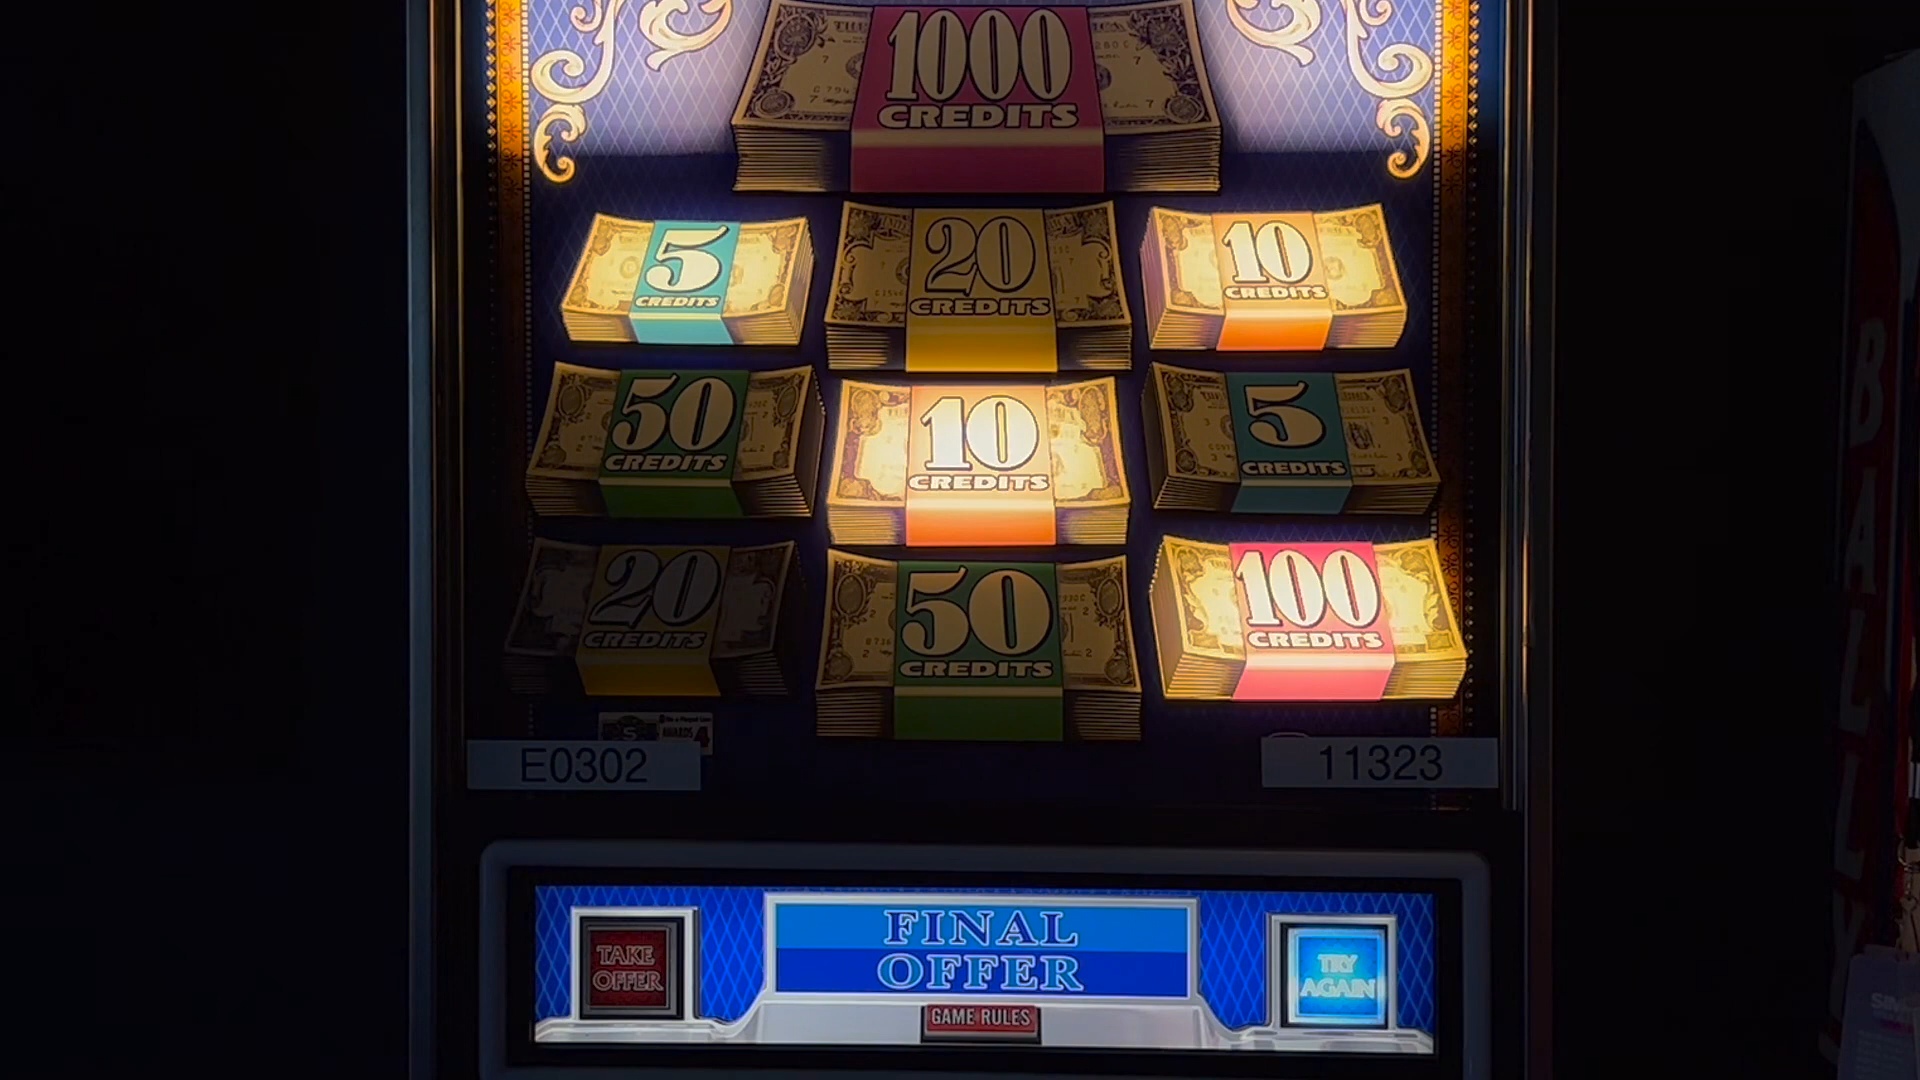 1000
CREDITS
5
CREDITS
20
CREDITS
10
CREDITS
50
CREDITS
10
CREDITS
5
CREDITS
20
CREDITS
50
CREDITS
100
CREDITS
E0302
11323
TAKE
OFFER
FINAL
OFFER
TRY
AGAIN
GAME RULES
BALLY